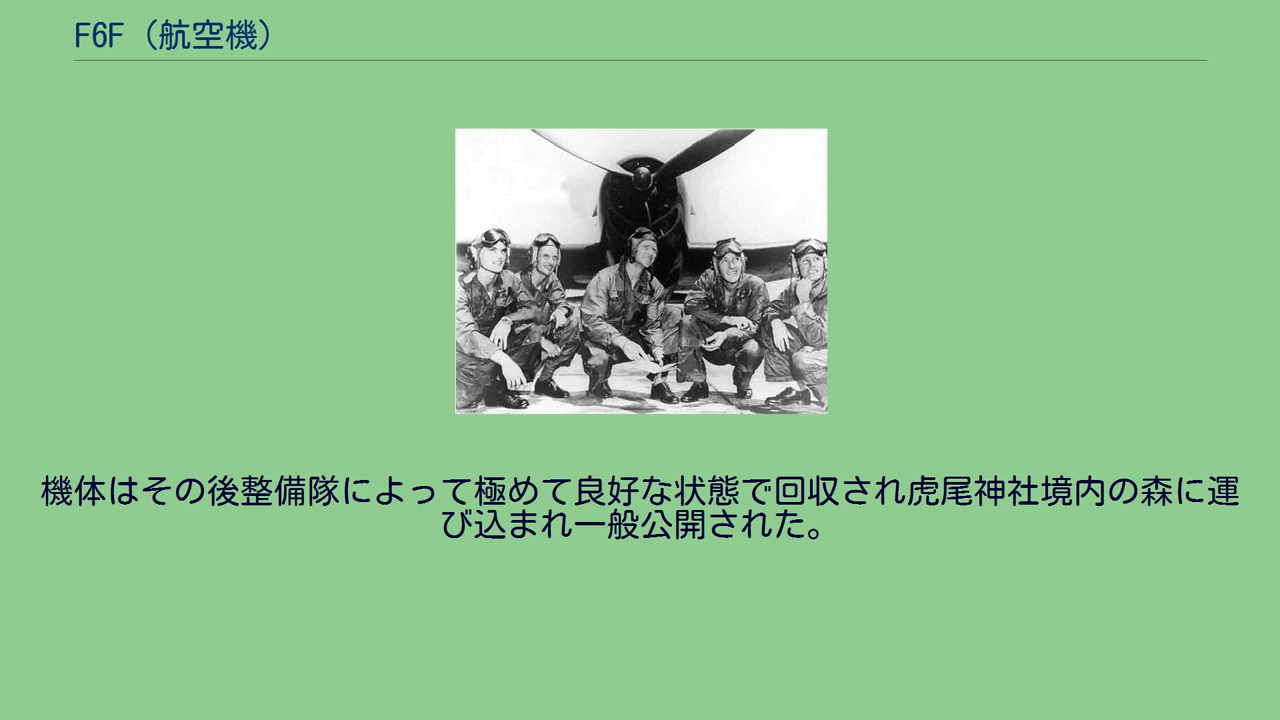 F6F（航空機）
機体はその後整備隊によって極めて良好な状態で回収され虎尾神社境内の森に運
び込まれ一般公開された。